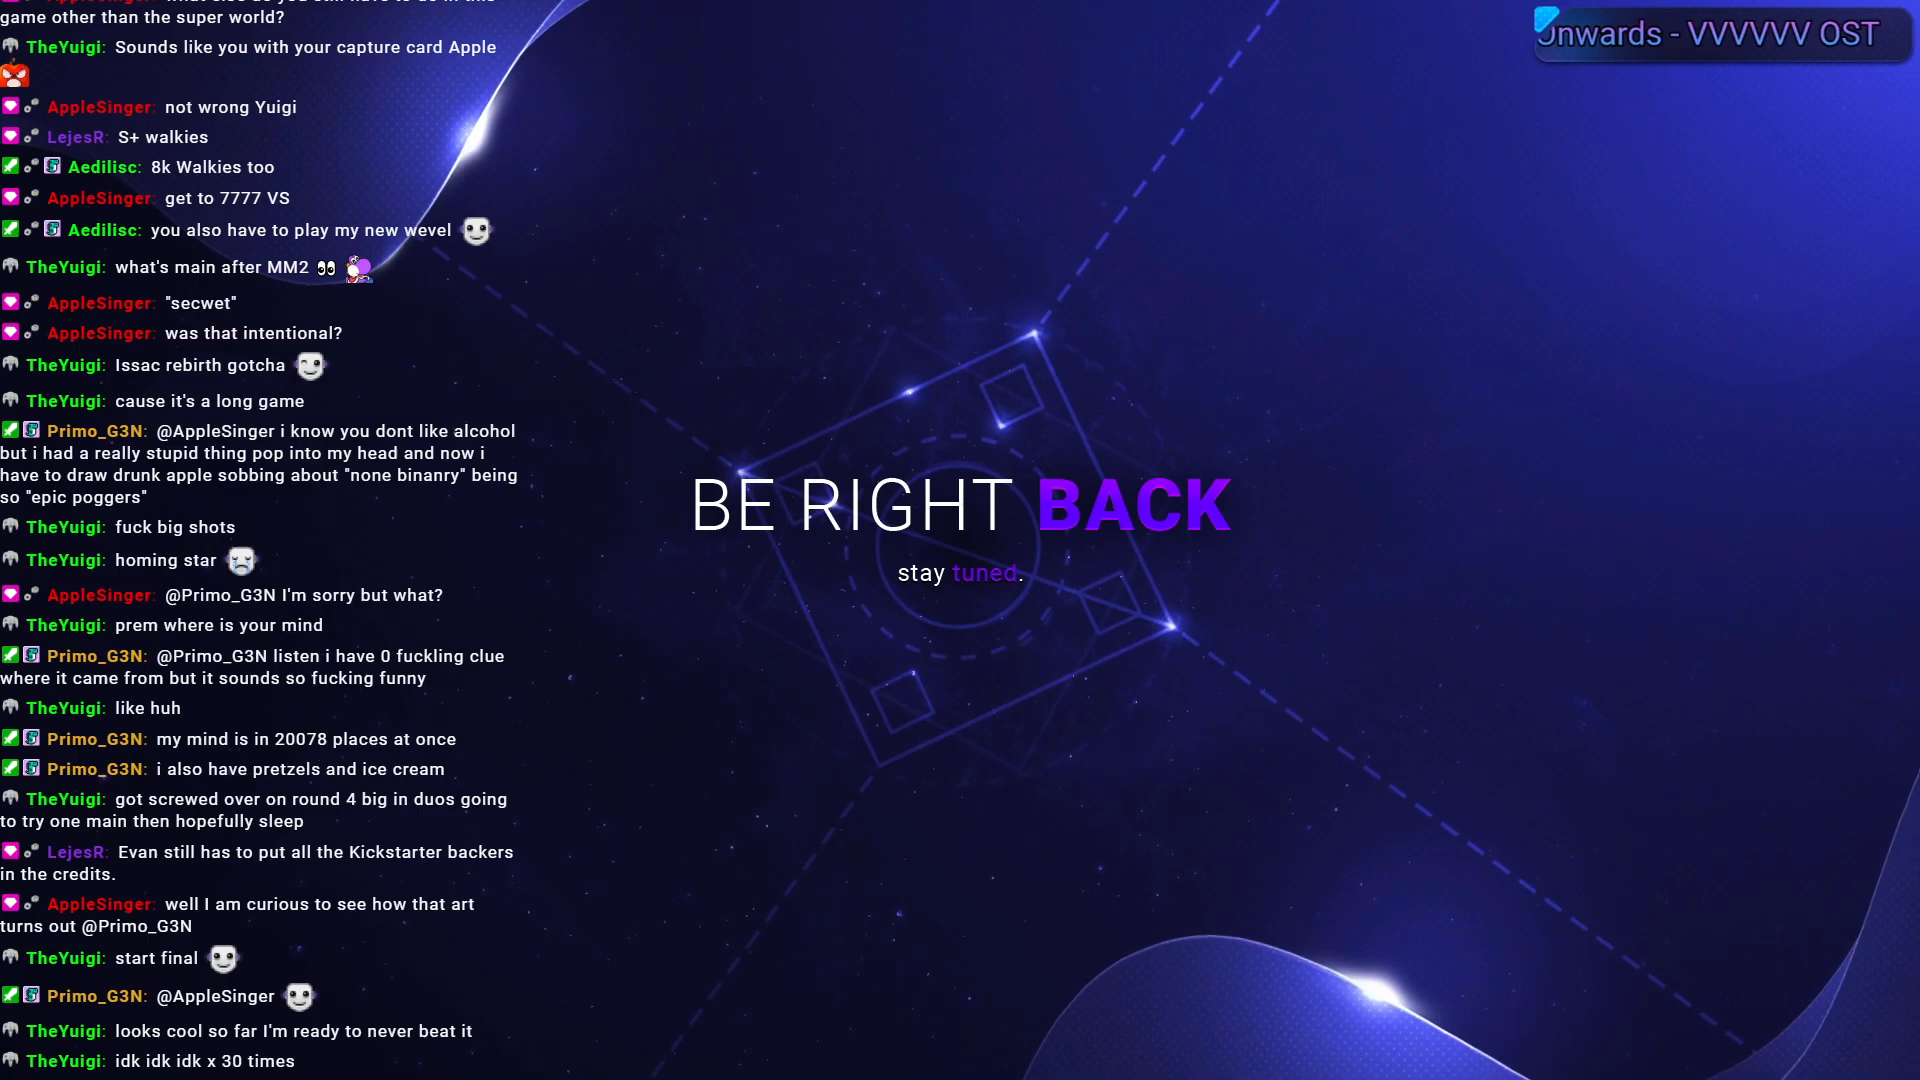 game other than the super world?
TheYuigi: Sounds like you with your capture card Apple
AppleSinger: not wrong Yuigi
LejesR: S+ walkies
Aedilisc: 8k Walkies too
AppleSinger: get to 7777 VS
Aedilisc: you also have to play my new wevel
TheYuigi: what's main after MM2
AppleSinger: "secwet"
AppleSinger: was that intentional?
TheYuigi: Issac rebirth gotcha
TheYuigi: cause it's a long game
Primo_G3N: @AppleSinger i know you dont like alcohol
but i had a really stupid thing pop into my head and now i
have to draw drunk apple sobbing about "none binanry" being
so "epic poggers"
TheYuigi: fuck big shots
TheYuigi: homing star
AppleSinger: @Primo_G3N I'm sorry but what?
TheYuigi: prem where is your mind
Primo_G3N: @Primo_G3N listen i have 0 fuckling clue
where it came from but it sounds so fucking funny
TheYuigi: like huh
Primo_G3N: my mind is in 20078 places at once
Primo_G3N: i also have pretzels and ice cream
TheYuigi: got screwed over on round 4 big in duos going
to try one main then hopefully sleep
LejesR: Evan still has to put all the Kickstarter backers
in the credits.
AppleSinger: well I am curious to see how that art
turns out @Primo_G3N
TheYuigi: start final
Primo_G3N: @AppleSinger
TheYuigi: looks cool so far I'm ready to never beat it
TheYuigi: idk idk idk x 30 times
BE RIGHT BACK
stay tuned.
Onwards - VVVVVV OST